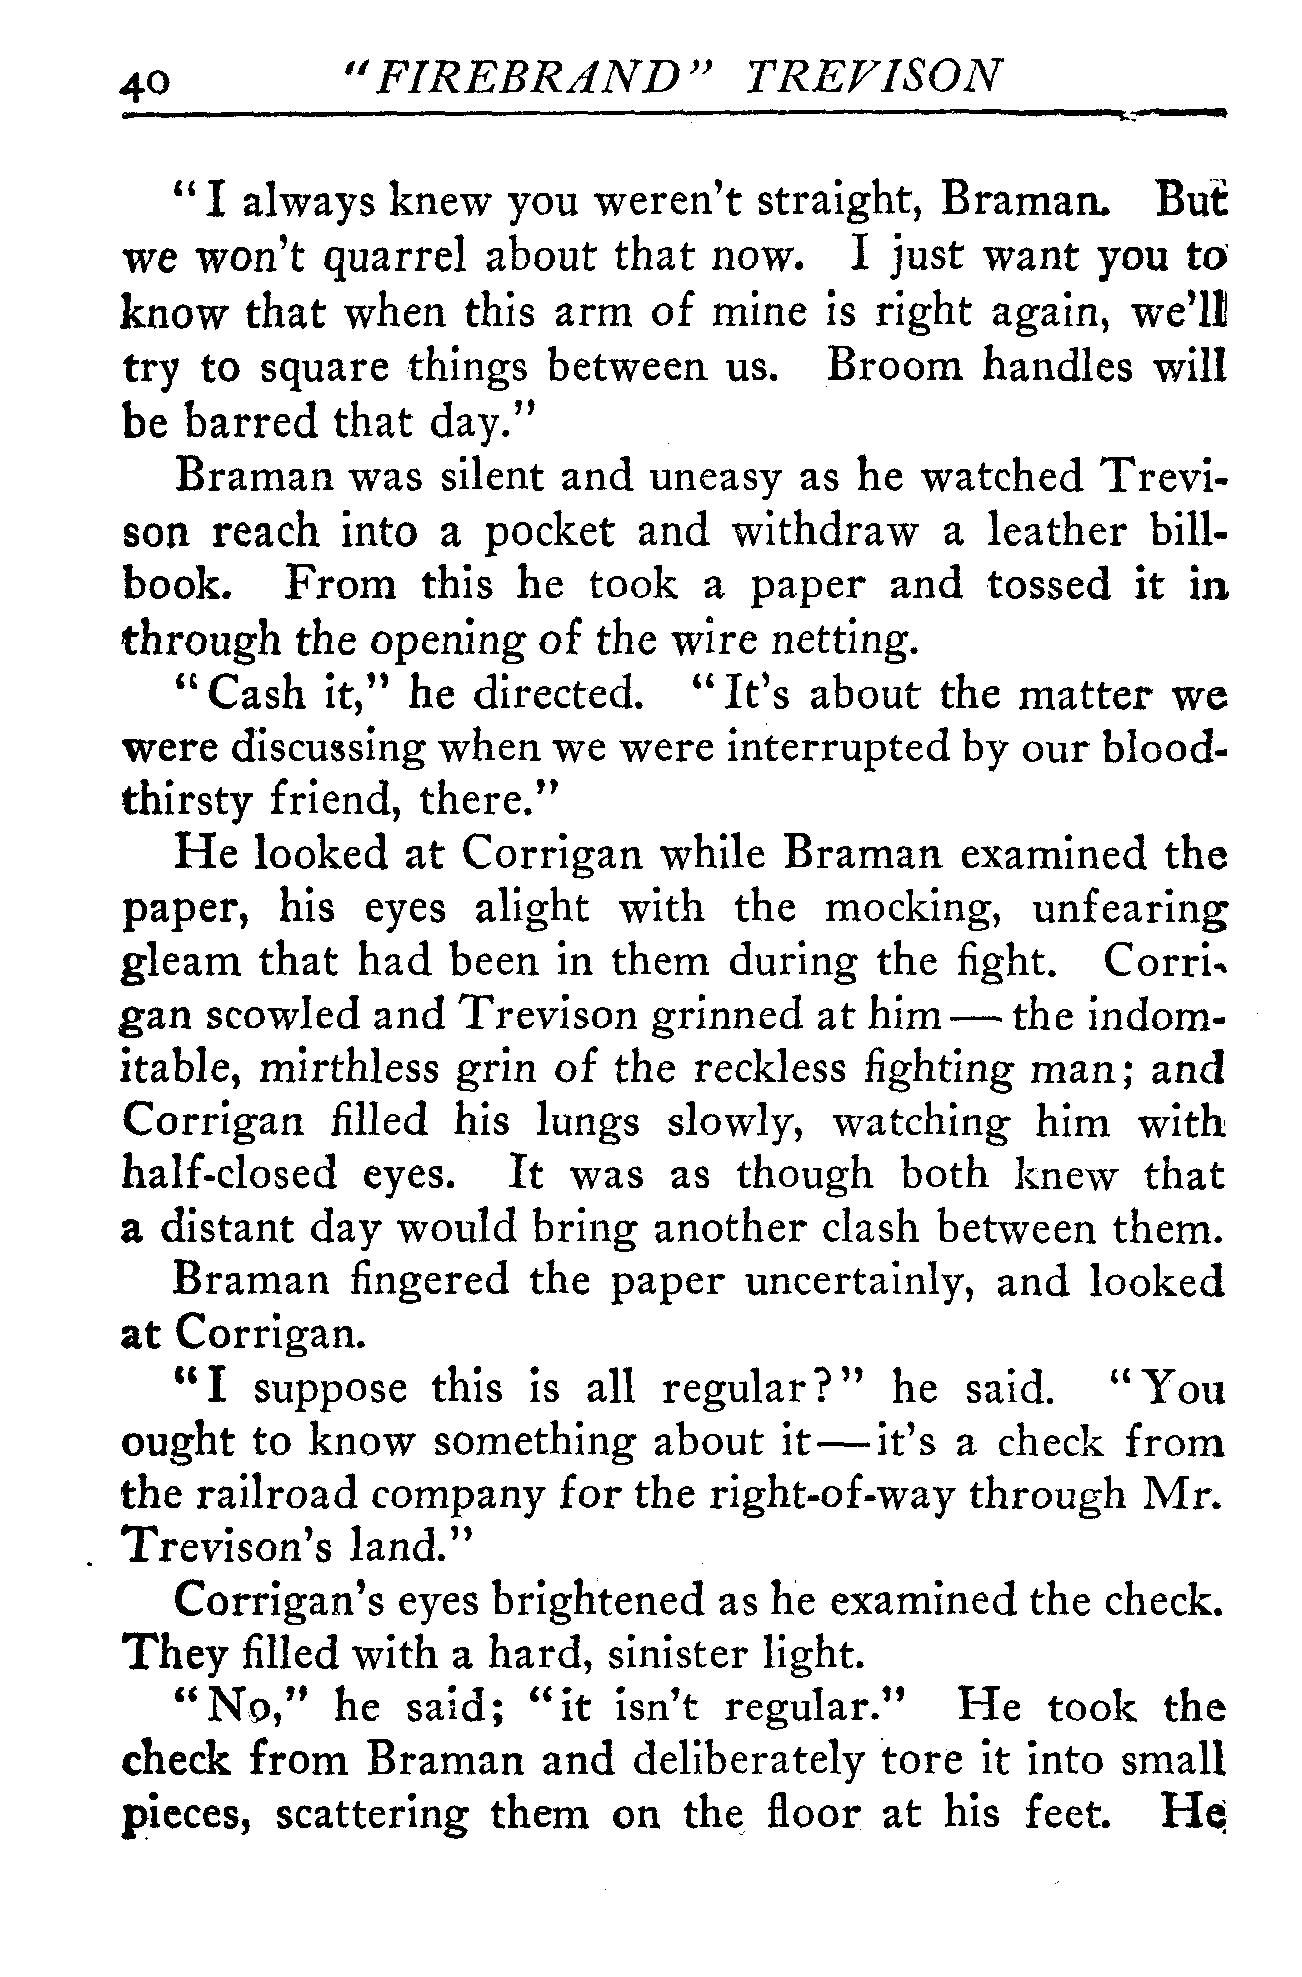 40 "FIREBRAND" TREVISON
"I always knew you weren't straight, Braman. But
we won't quarrel about that now. I just want you to
know that when this arm of mine is right again, we'll
try to square things between us. Broom handles will
be barred that day."
Braman was silent and uneasy as he watched Trevi-
son reach into a pocket and withdraw a leather bill-
book. From this he took a paper and tossed it in
through the opening of the wire netting.
"Cash it," he directed. "It's about the matter we
were discussing when we were interrupted by our blood-
thirsty friend, there."
He looked at Corrigan while Braman examined the
paper, his eyes alight with the mocking, unfearing
gleam that had been in them during the fight. Corri-
gan scowled and Trevison grinned at him — the indom-
itable, mirthless grin of the reckless fighting man; and
Corrigan filled his lungs slowly, watching him with
half-closed eyes. It was as though both knew that
a distant day would bring another clash between them.
Braman fingered the paper uncertainly, and looked
at Corrigan.
"I suppose this is all regular?" he said. "You
ought to know something about it—it's a check from
the railroad company for the right-of-way through Mr.
Trevison's land."
Corrigan's eyes brightened as he examined the check.
They filled with a hard, sinister light.
"No," he said; "it isn't regular." He took the
check from Braman and deliberately tore it into small
pieces, scattering them on the floor at his feet. He